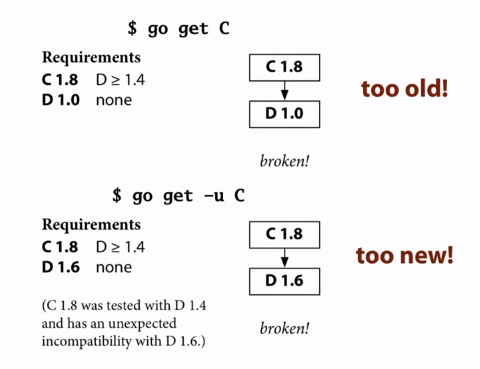 $ go get C
Requirements
C 1.8 D ≥ 1.4
D 1.0 none
C 1.8
D 1.0
too old!
broken!
$ go get -u C
Requirements
C 1.8 D ≥ 1.4
D 1.6 none
(C 1.8 was tested with D 1.4
and has an unexpected
incompatibility with D 1.6.)
C 1.8
D 1.6
too new!
broken!